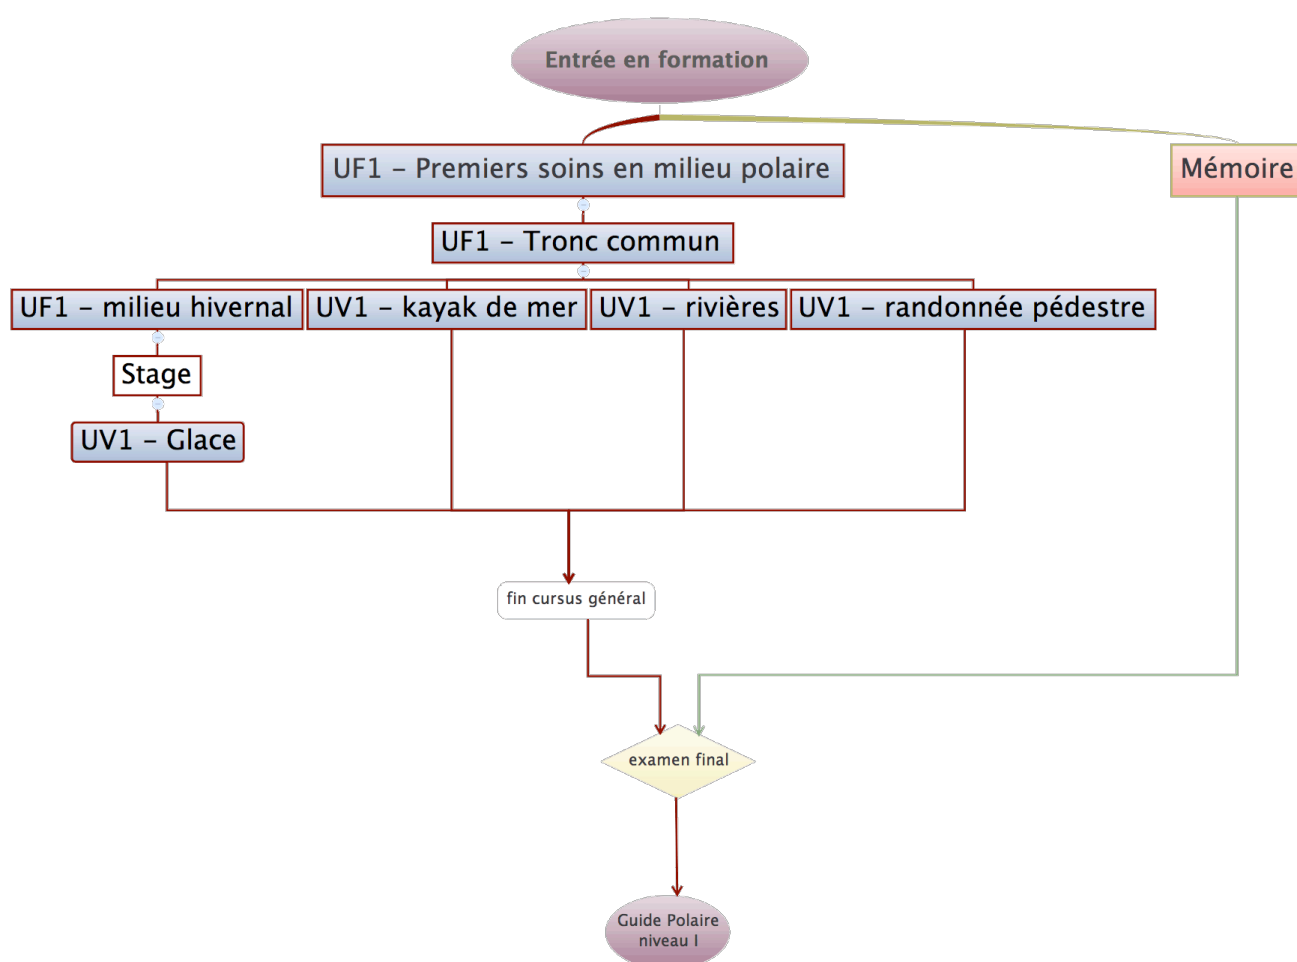 Entrée en formation
UF1 – Premiers soins en milieu polaire
Mémoire
UF1 – Tronc commun
UF1 – milieu hivernal
UV1 – kayak de mer
UV1 – rivières
UV1 – randonnée pédestre
Stage
UV1 – Glace
fin cursus général
examen final
Guide Polaire
niveau I